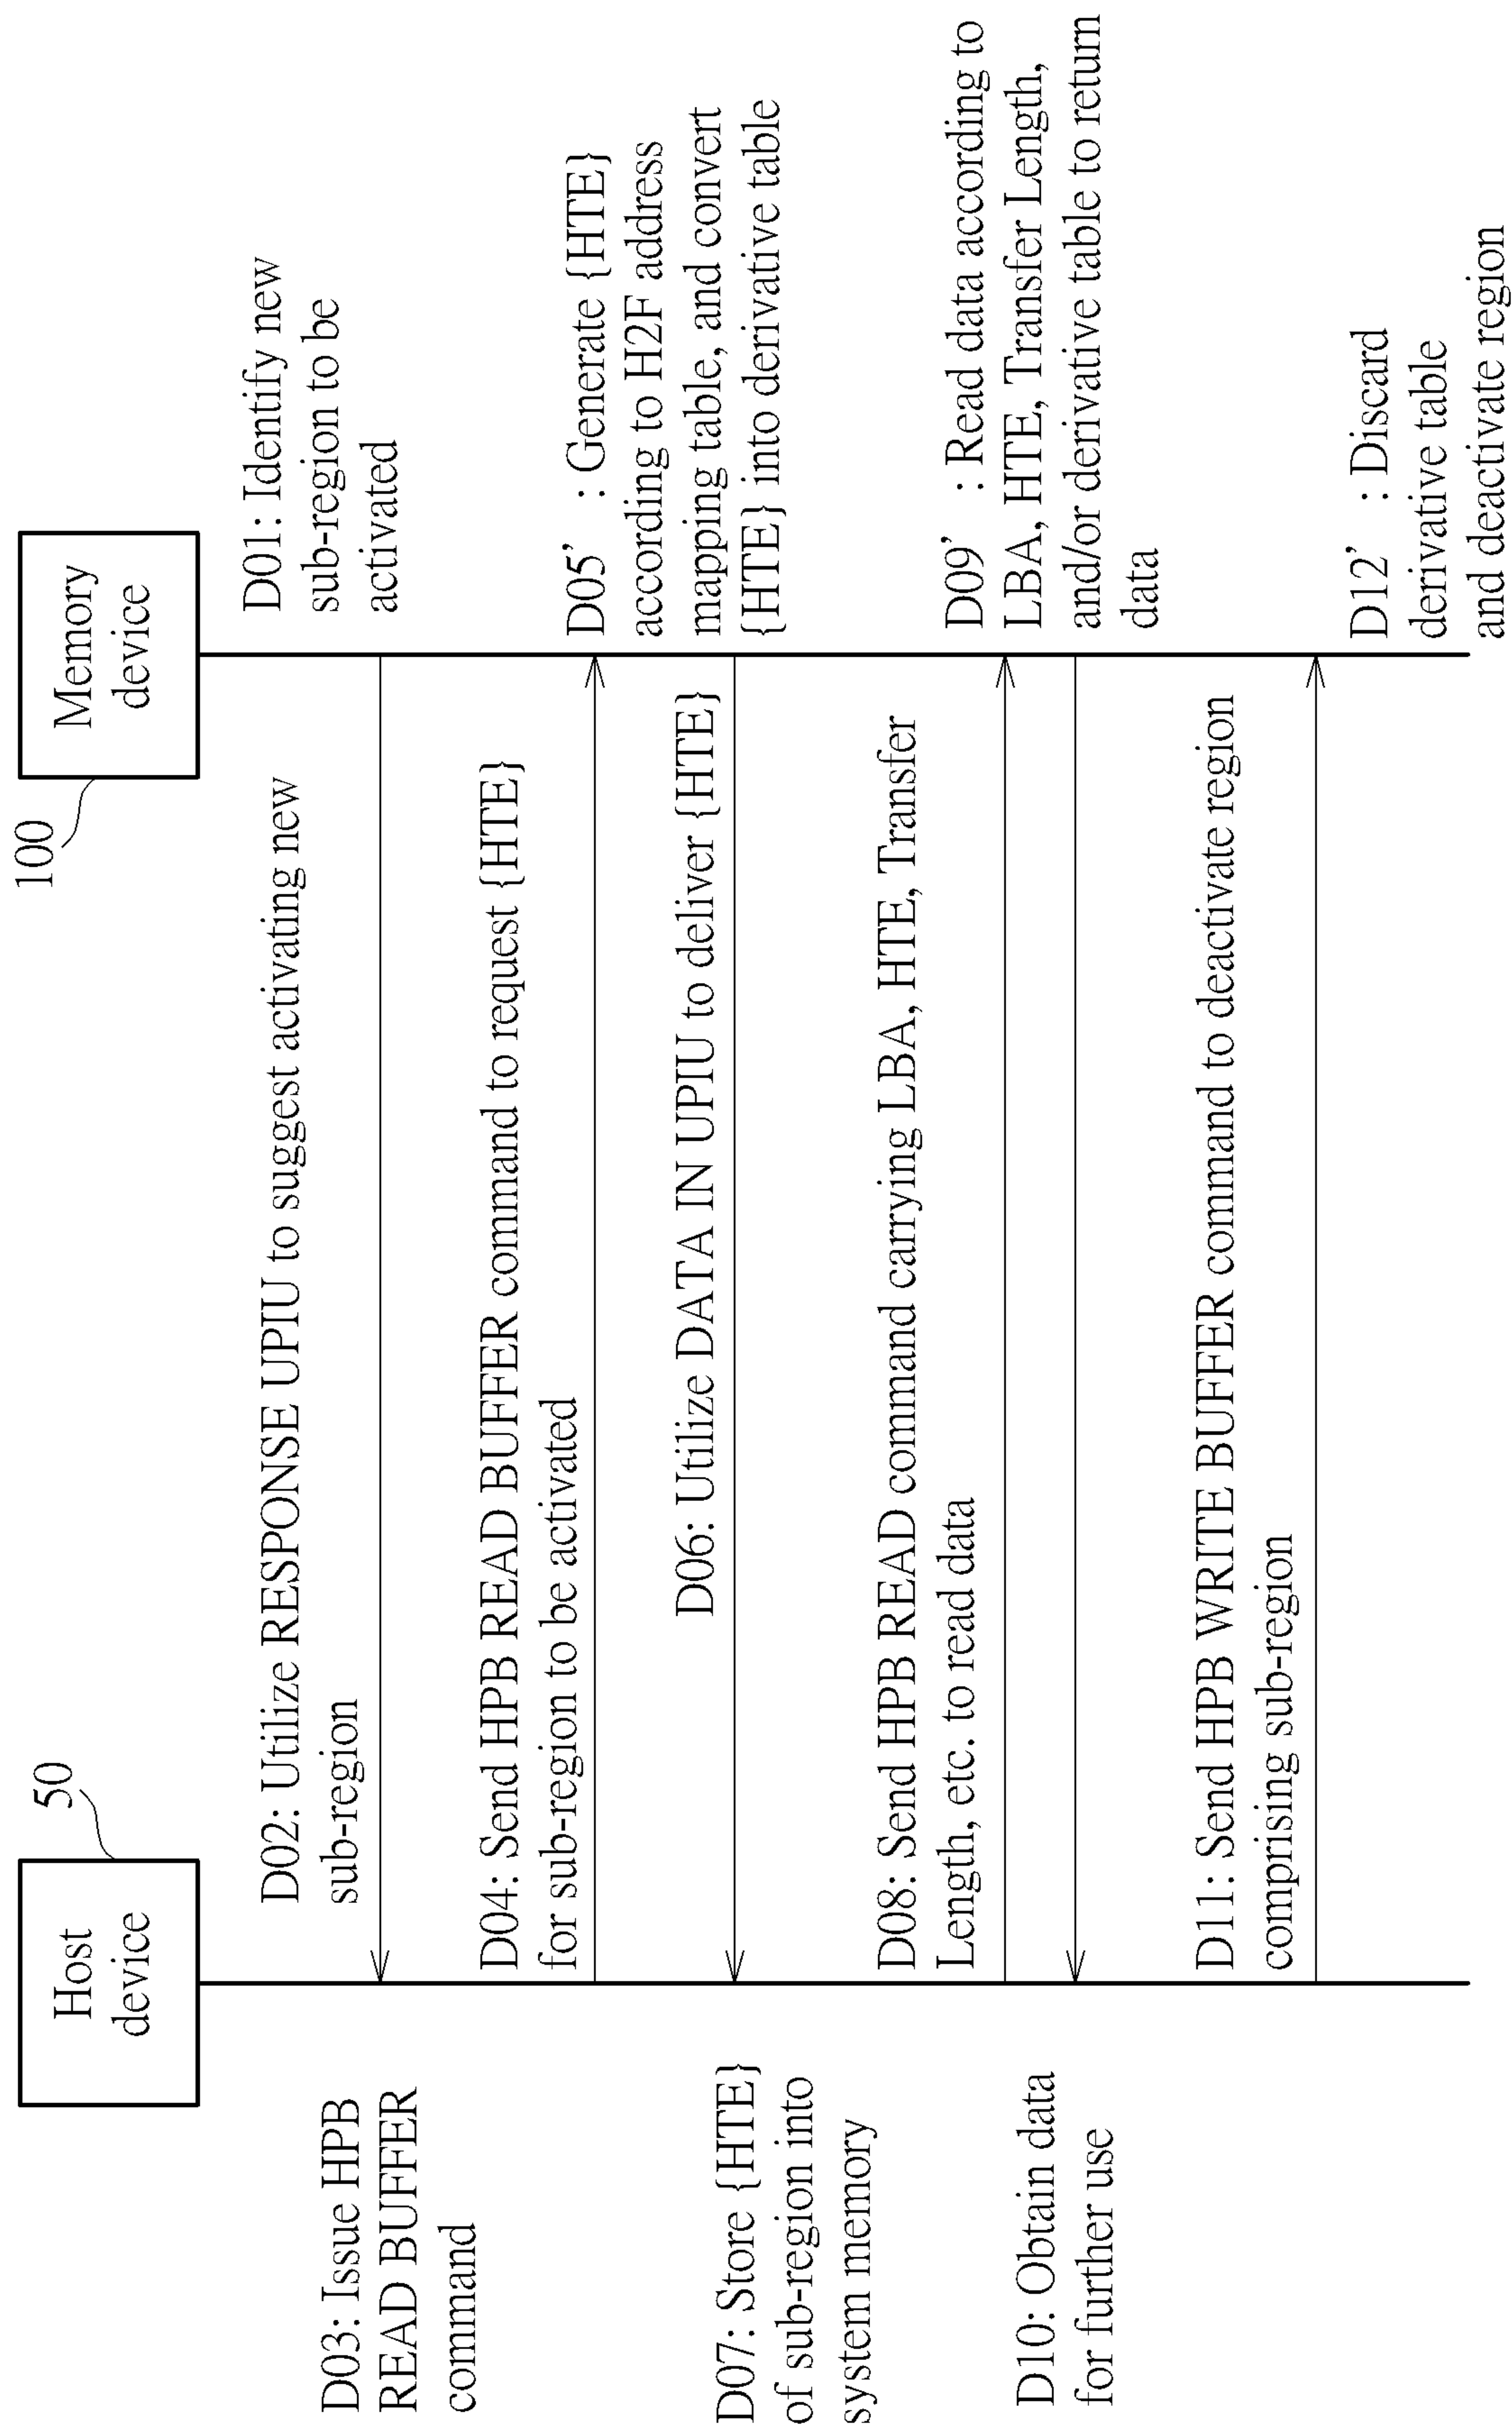 Host
device
50
Memory
device
100
D01: Identify new
sub-region to be
activated
D02: Utilize RESPONSE UPIU to suggest activating new
sub-region
D03: Issue HPB
READ BUFFER
command
D04: Send HPB READ BUFFER command to request {HTE}
for sub-region to be activated
D05’ : Generate {HTE}
according to H2F address
mapping table, and convert
{HTE} into derivative table
D06: Utilize DATA IN UPIU to deliver {HTE}
D07: Store {HTE}
of sub-region into
system memory
D08: Send HPB READ command carrying LBA, HTE, Transfer
Length, etc. to read data
D09’ : Read data according to
LBA, HTE, Transfer Length,
and/or derivative table to return
data
D10: Obtain data
for further use
D11: Send HPB WRITE BUFFER command to deactivate region
comprising sub-region
D12’ : Discard
derivative table
and deactivate region